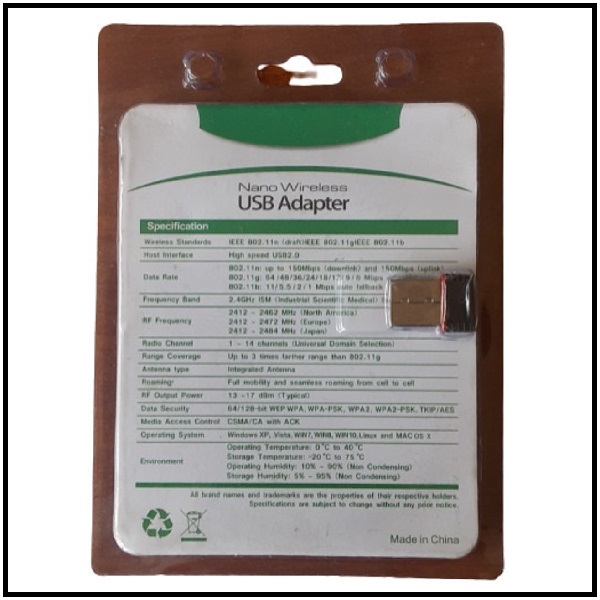 Nano Wireless
USB Adapter
Specification
Wireless Standards IEEE 802.11n (draft)IEEE 802.11gIEEE 802.11b
Host Interface High speed USB2.0
Data Rate 802.11n: up to 150Mbps (downlink) and 150Mbps (uplink)
802.11g: 54/48/36/24/18/12/9/6 Mbps
802.11b: 11/5.5/2/1 Mbps auto fallback
Frequency Band 2.4GHz ISM (Industrial Scientific Medical)
RF Frequency 2412 - 2462 MHz (North America)
2412 - 2472 MHz (Europe)
2412 - 2484 MHz (Japan)
Radio Channel 1 - 14 channels (Universal Domain Selection)
Range Coverage Up to 3 times farther range than 802.11g
Antenna type Integrated Antenna
Roaming Full mobility and seamless roaming from cell to cell
RF Output Power 13 -17 dBm (Typical)
Data Security 64/128-bit WEP WPA, WPA-PSK, WPA2, WPA2-PSK, TKIP/AES
Media Access Control CSMA/CA with ACK
Operating System Windows XP, Vista, WIN7, WIN8, WIN10, Linux and MAC OS X
Environment Operating Temperature: 0°C to 40°C
Storage Temperature: -20°C to 75°C
Operating Humidity: 10% - 90% (Non Condensing)
Storage Humidity: 5% - 95% (Non Condensing)
All brand names and trademarks are the properties of their respective holders.
Specifications are subject to change without any prior notice.
Made in China